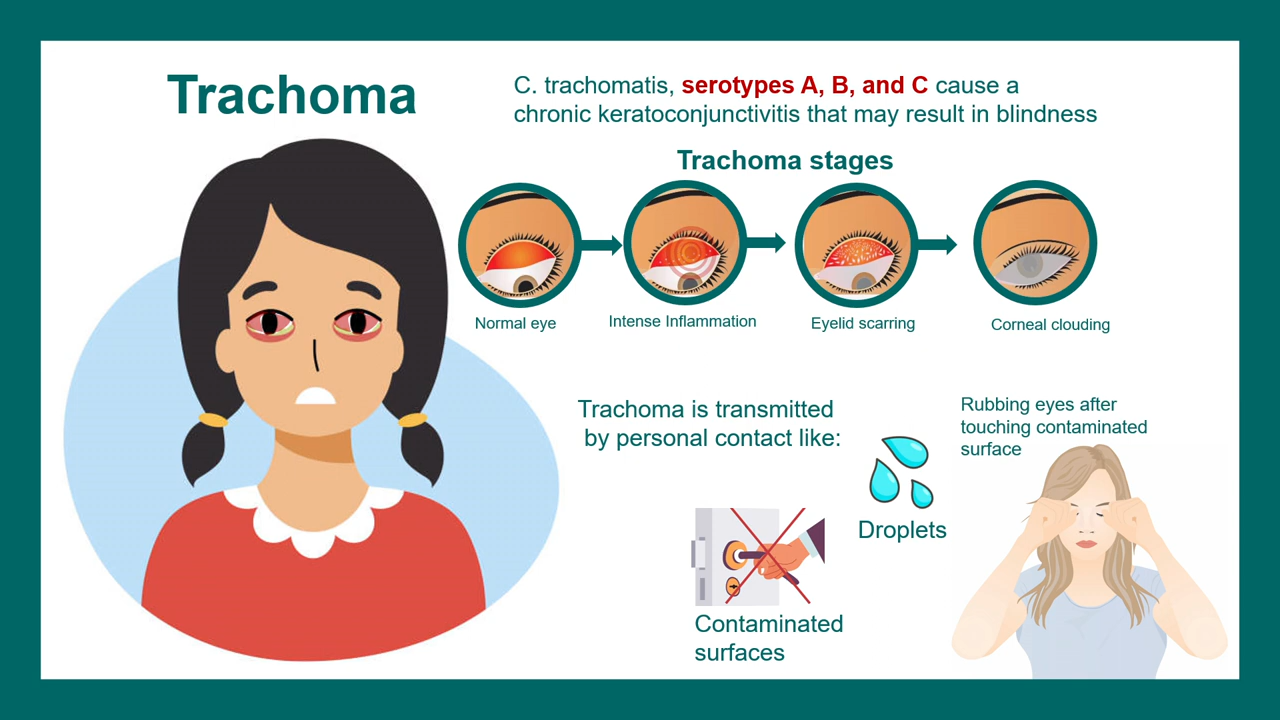 Trachoma
C. trachomatis, serotypes A, B, and C cause a
chronic keratoconjunctivitis that may result in blindness
Trachoma stages
Normal eye
Intense Inflammation
Eyelid scarring
Corneal clouding
Trachoma is transmitted
by personal contact like:
Rubbing eyes after
touching contaminated
surface
Droplets
Contaminated
surfaces